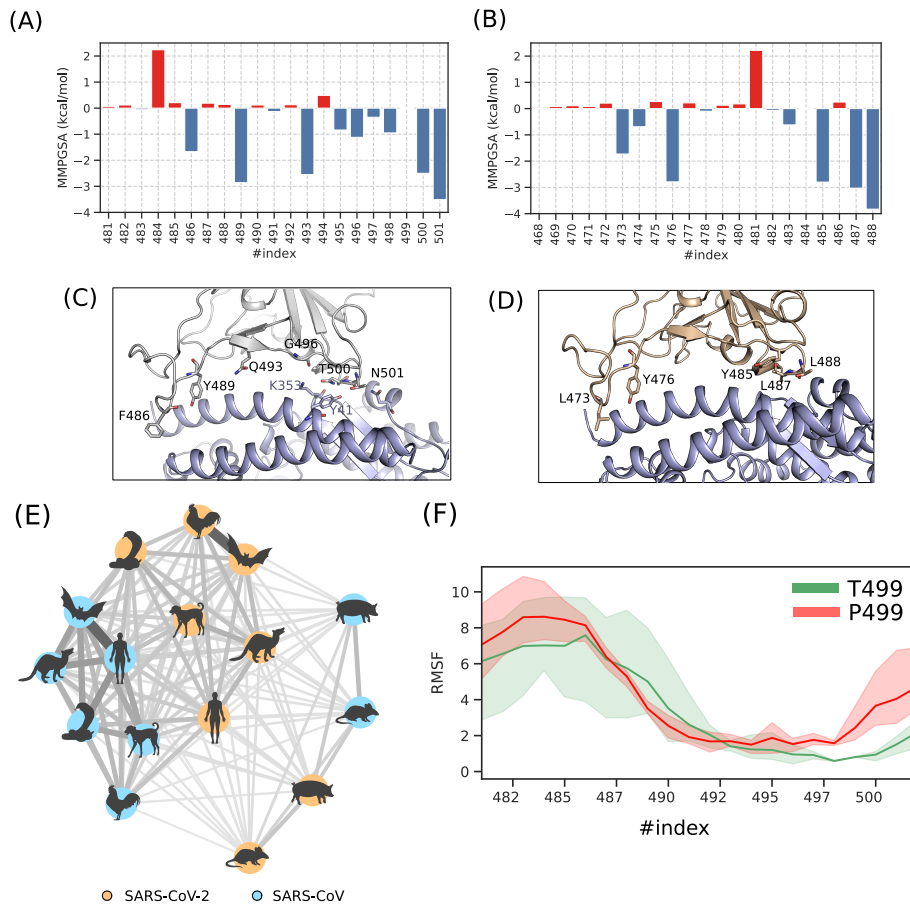 (A)
MMPGSA (kcal/mol)
2
1
0
−1
−2
−3
−4
481 482 483 484 485 486 487 488 489 490 491 492 493 494 495 496 497 498 499 500 501
#index
(B)
MMPGSA (kcal/mol)
2
1
0
−1
−2
−3
−4
468 469 470 471 472 473 474 475 476 477 478 479 480 481 482 483 484 485 486 487 488
#index
(C)
G496
Q493
T500
N501
Y489
K353
F486
Y41
(D)
L488
Y485
Y476
L487
L473
(E)
SARS-CoV-2 SARS-CoV
(F)
T499
P499
RMSF
10
8
6
4
2
0
482 485 487 490 492 495 497 500
#index